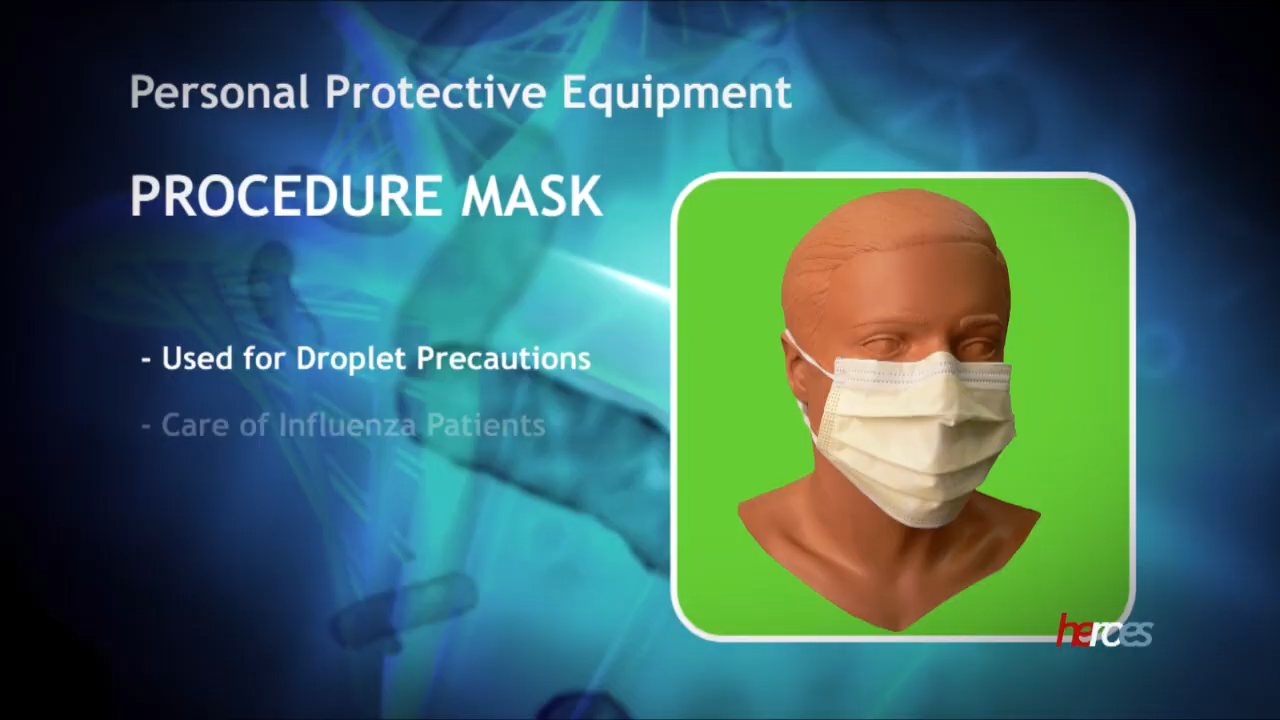 Personal Protective Equipment
PROCEDURE MASK
- Used for Droplet Precautions
- Care of Influenza Patients
heroes